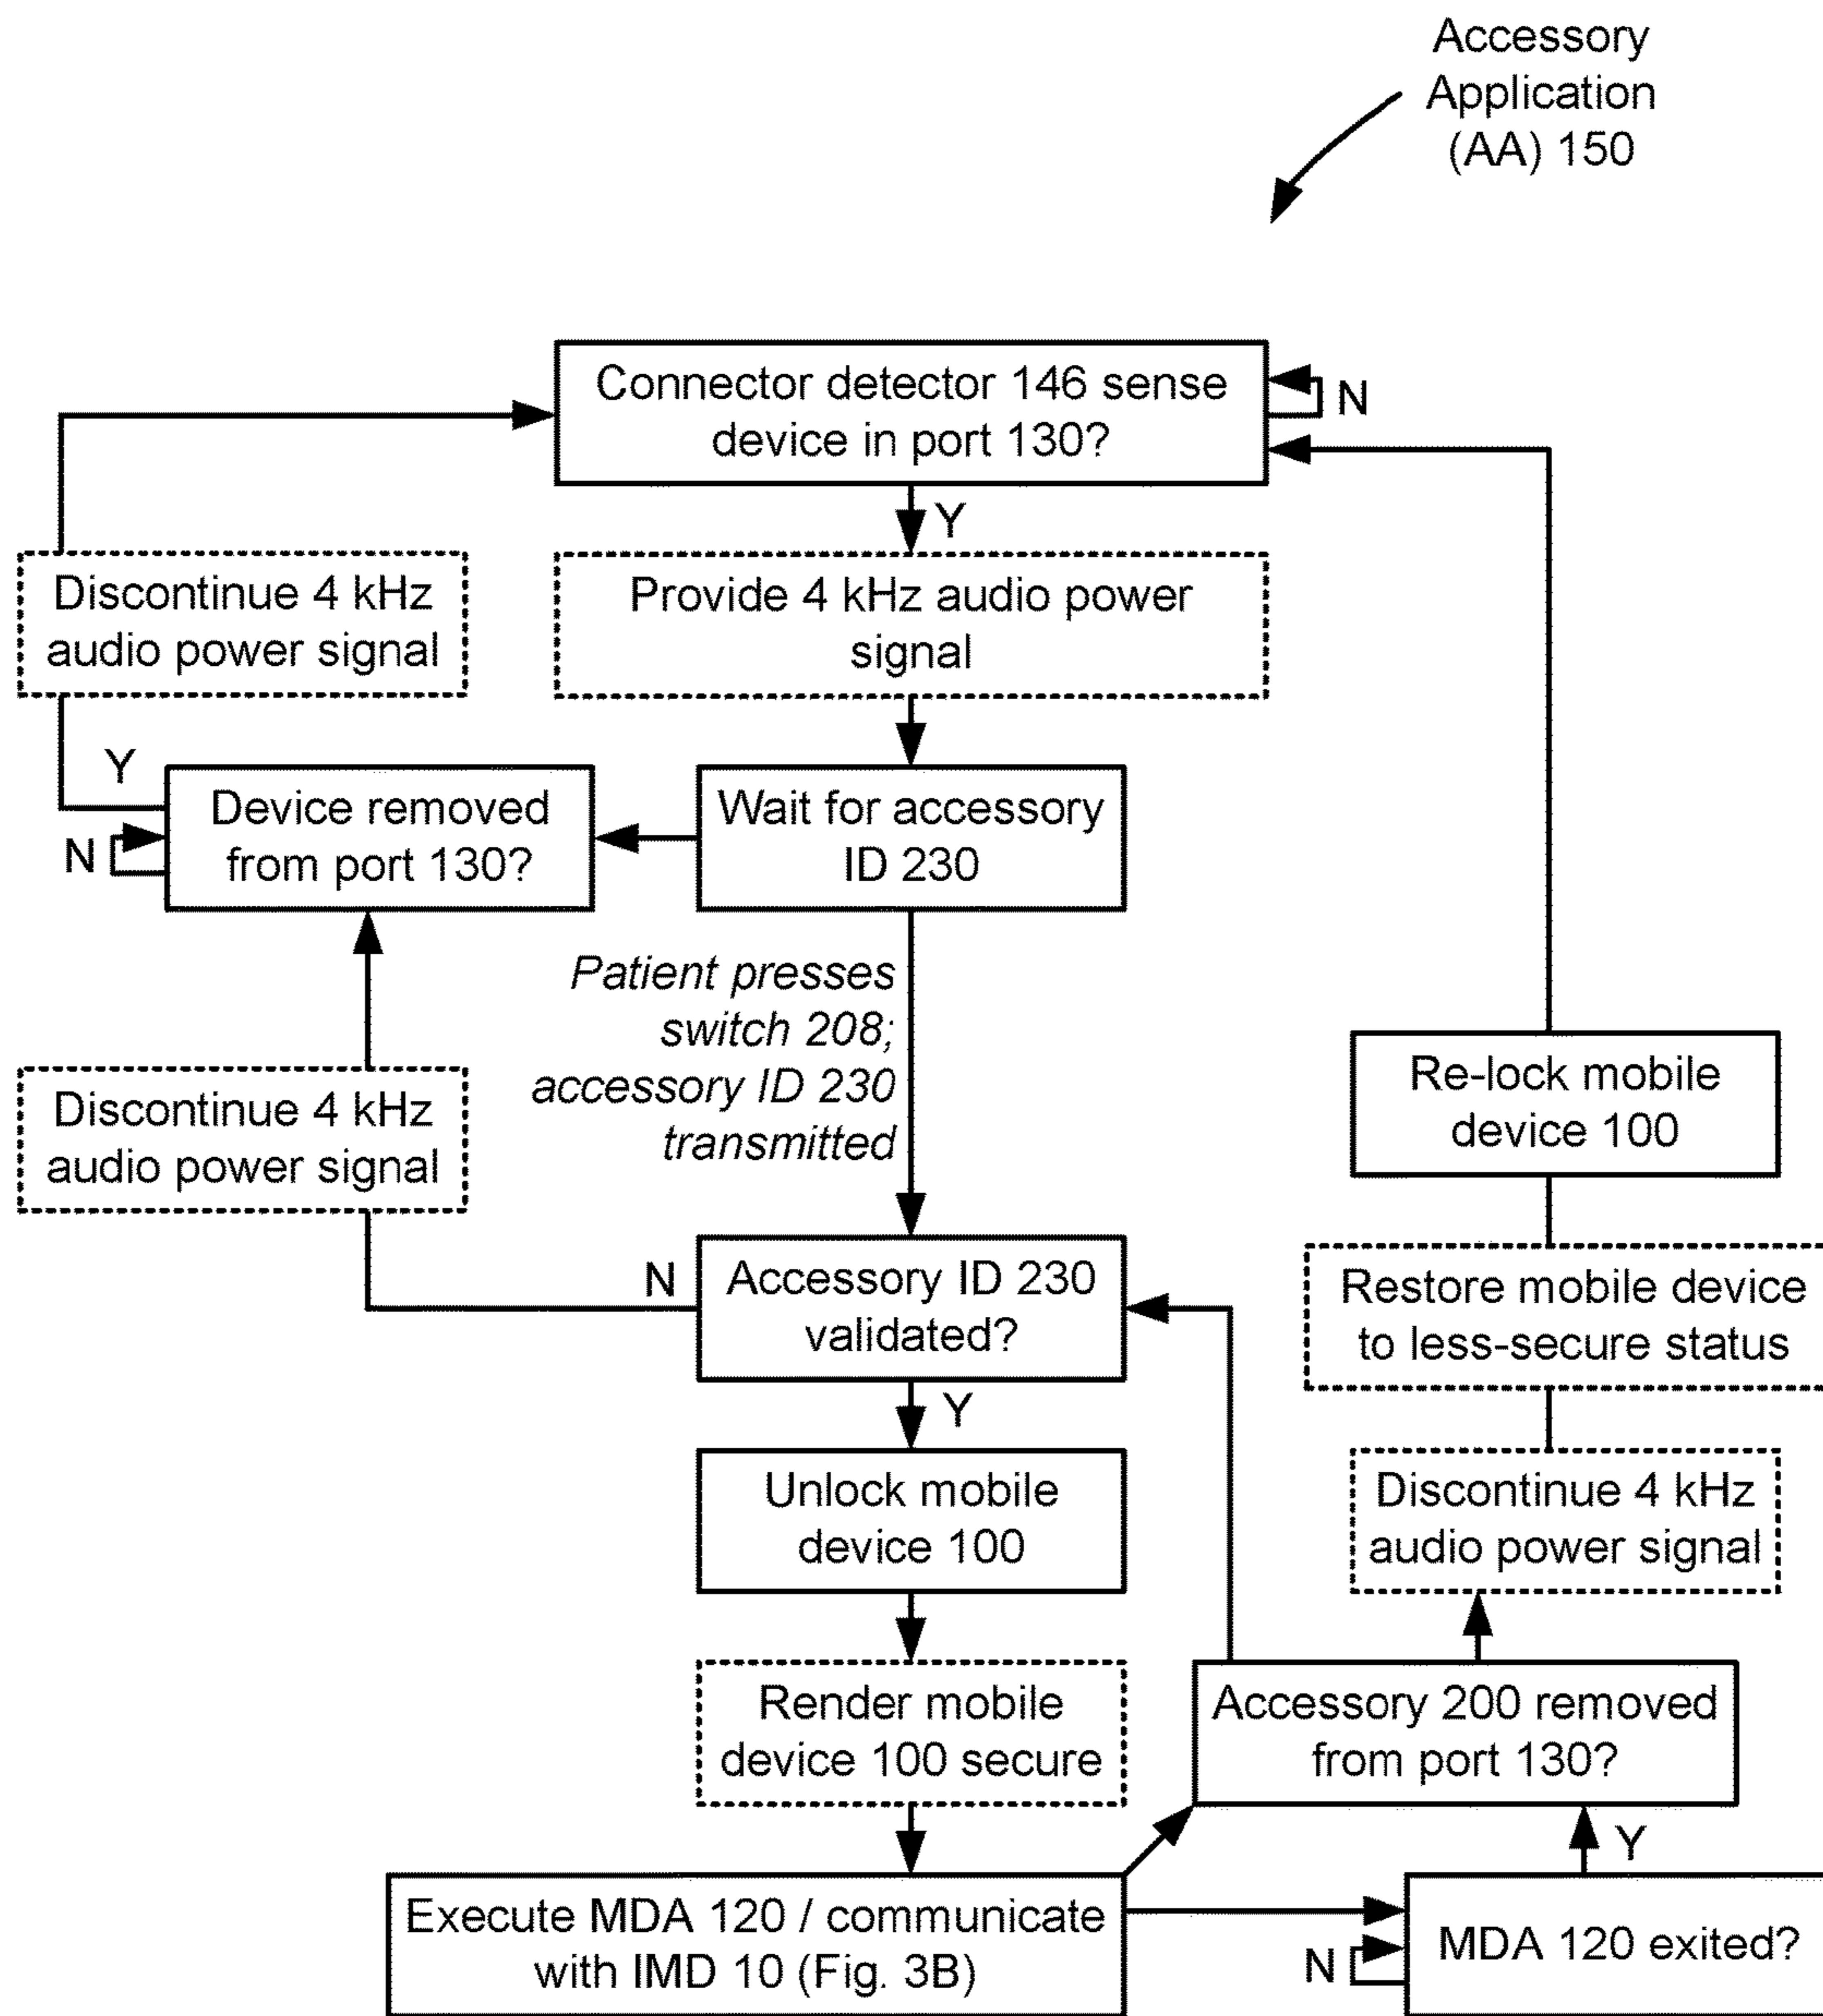 Accessory
Application
(AA) 150
Connector detector 146 sense
device in port 130?
N
Y
Discontinue 4 kHz
audio power signal
Provide 4 kHz audio power
signal
Y
Device removed
from port 130?
N
Wait for accessory
ID 230
Patient presses
switch 208;
accessory ID 230
transmitted
Re-lock mobile
device 100
Discontinue 4 kHz
audio power signal
N
Accessory ID 230
validated?
Restore mobile device
to less-secure status
Y
Unlock mobile
device 100
Discontinue 4 kHz
audio power signal
Render mobile
device 100 secure
Accessory 200 removed
from port 130?
Y
Execute MDA 120 / communicate
with IMD 10 (Fig. 3B)
MDA 120 exited?
N